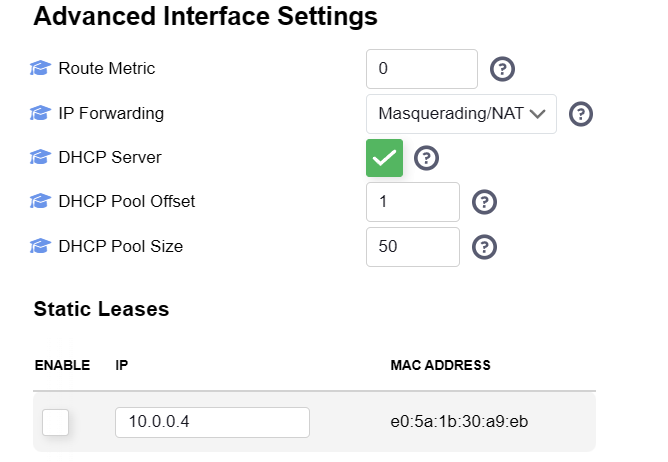 Advanced Interface Settings
Route Metric 0 ?
IP Forwarding Masquerading/NAT ?
DHCP Server ?
DHCP Pool Offset 1 ?
DHCP Pool Size 50 ?
Static Leases
ENABLE IP MAC ADDRESS
10.0.0.4 e0:5a:1b:30:a9:eb